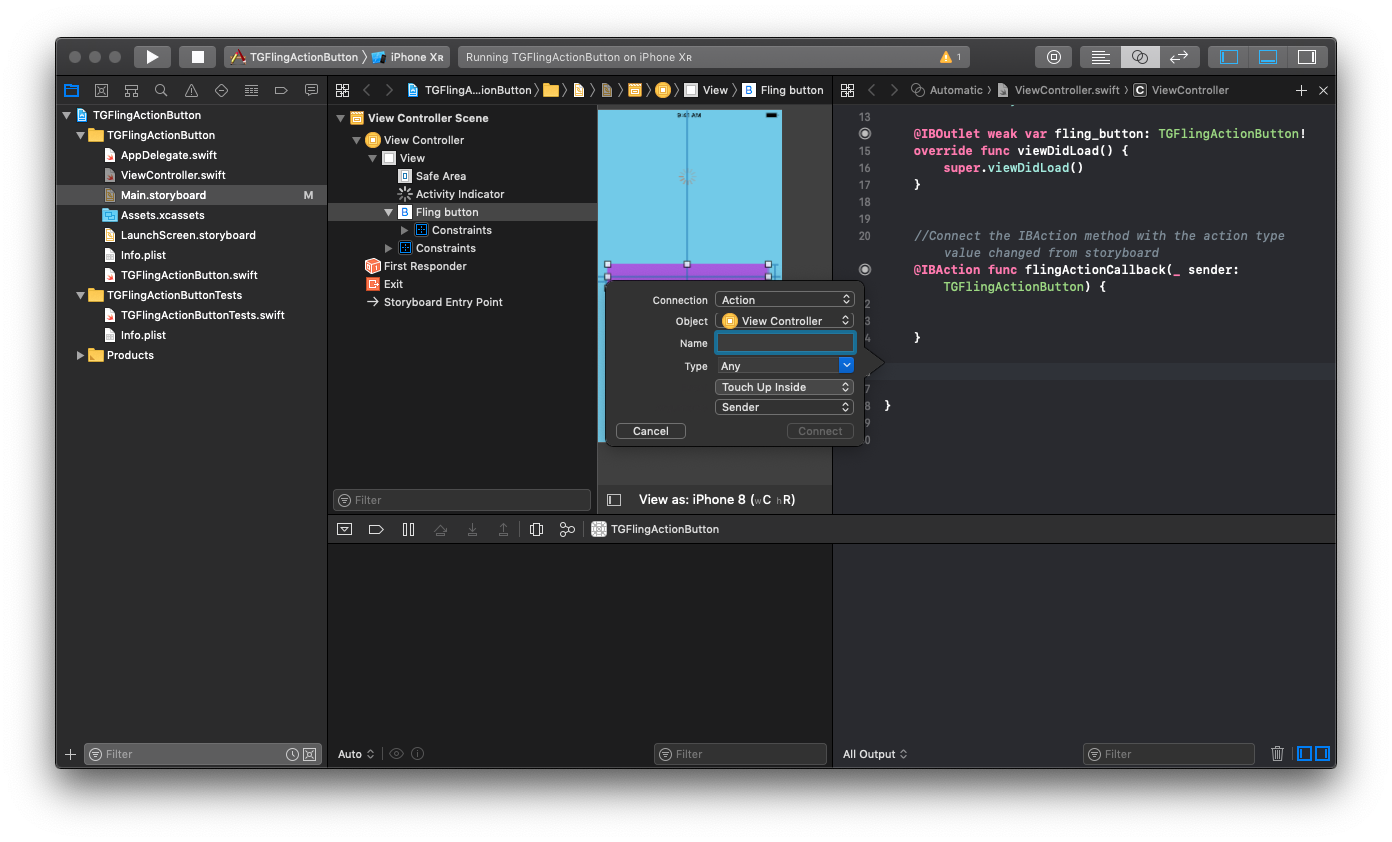 TGFlingActionButton
iPhone XR
Running TGFlingActionButton on iPhone XR
1
TGFlingA...ionButton
View
B Fling button
Automatic
ViewController.swift
C ViewController
TGFlingActionButton
TGFlingActionButton
AppDelegate.swift
ViewController.swift
Main.storyboard M
Assets.xcassets
LaunchScreen.storyboard
Info.plist
TGFlingActionButton.swift
TGFlingActionButtonTests
TGFlingActionButtonTests.swift
Info.plist
Products
View Controller Scene
View Controller
View
Safe Area
Activity Indicator
B Fling button
Constraints
Constraints
First Responder
Exit
Storyboard Entry Point
Filter
9:41 AM
Connection Action
Object View Controller
Name
Type Any
Touch Up Inside
Sender
Cancel Connect
View as: iPhone 8 (wC hR)
13
@IBOutlet weak var fling_button: TGFlingActionButton!
15 override func viewDidLoad() {
16 super.viewDidLoad()
17 }
18
19
20 //Connect the IBAction method with the action type
value changed from storyboard
@IBAction func flingActionCallback(_ sender:
TGFlingActionButton) {
2
3
4 }
7
8 }
9
0
TGFlingActionButton
Filter
Auto
Filter
All Output
Filter